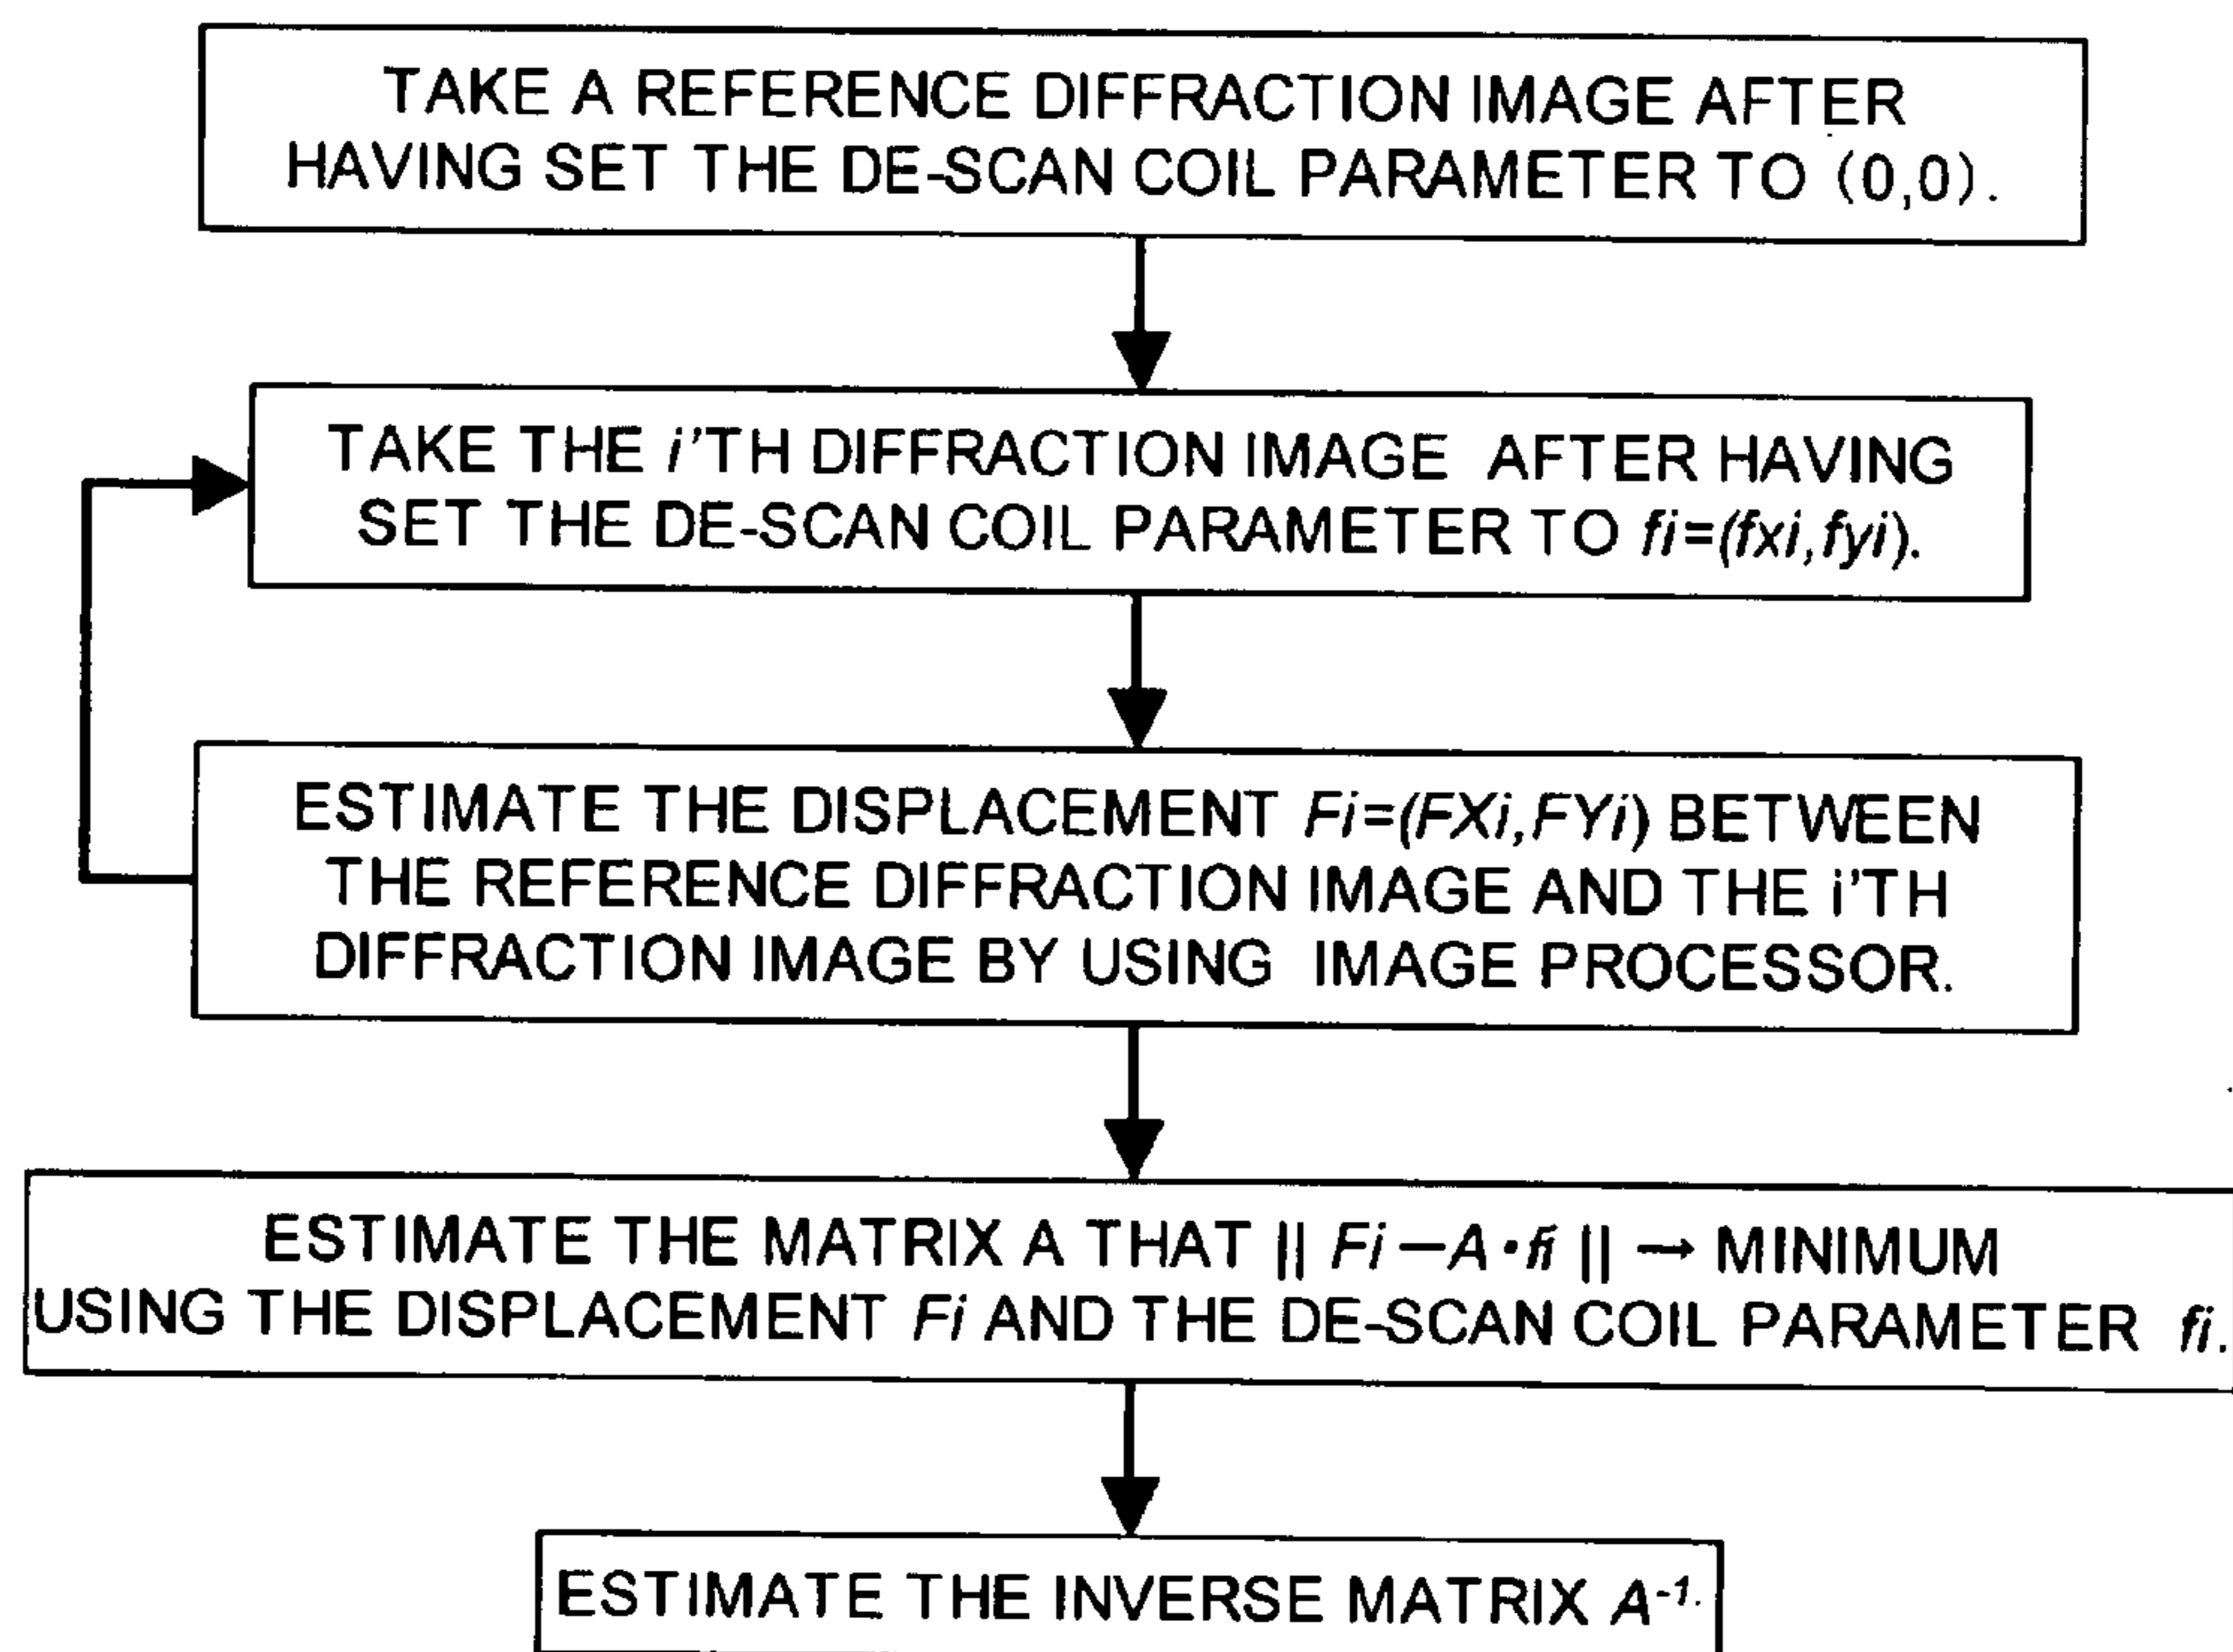 TAKE A REFERENCE DIFFRACTION IMAGE AFTER
HAVING SET THE DE-SCAN COIL PARAMETER TO (0,0).
TAKE THE i'TH DIFFRACTION IMAGE AFTER HAVING
SET THE DE-SCAN COIL PARAMETER TO fi=(fxi,fyi).
ESTIMATE THE DISPLACEMENT Fi=(FXi,FYi) BETWEEN
THE REFERENCE DIFFRACTION IMAGE AND THE i'TH
DIFFRACTION IMAGE BY USING IMAGE PROCESSOR.
ESTIMATE THE MATRIX A THAT || Fi—A•fi || → MINIMUM
USING THE DISPLACEMENT Fi AND THE DE-SCAN COIL PARAMETER fi.
ESTIMATE THE INVERSE MATRIX A⁻¹.